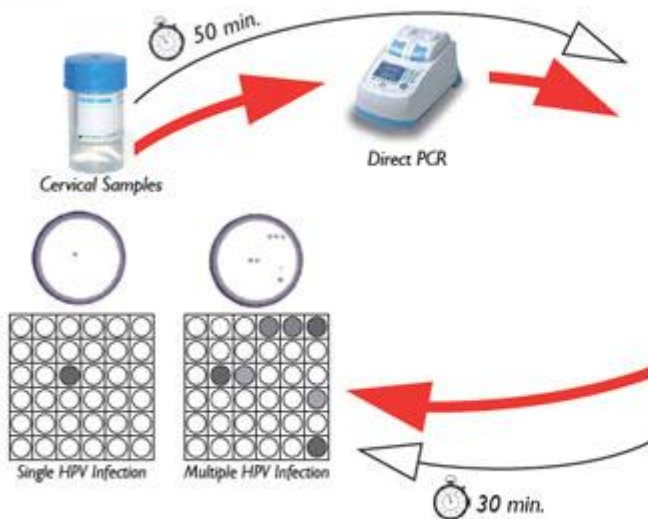 50 min.
Cervical Samples
Direct PCR
Single HPV Infection
Multiple HPV Infection
30 min.